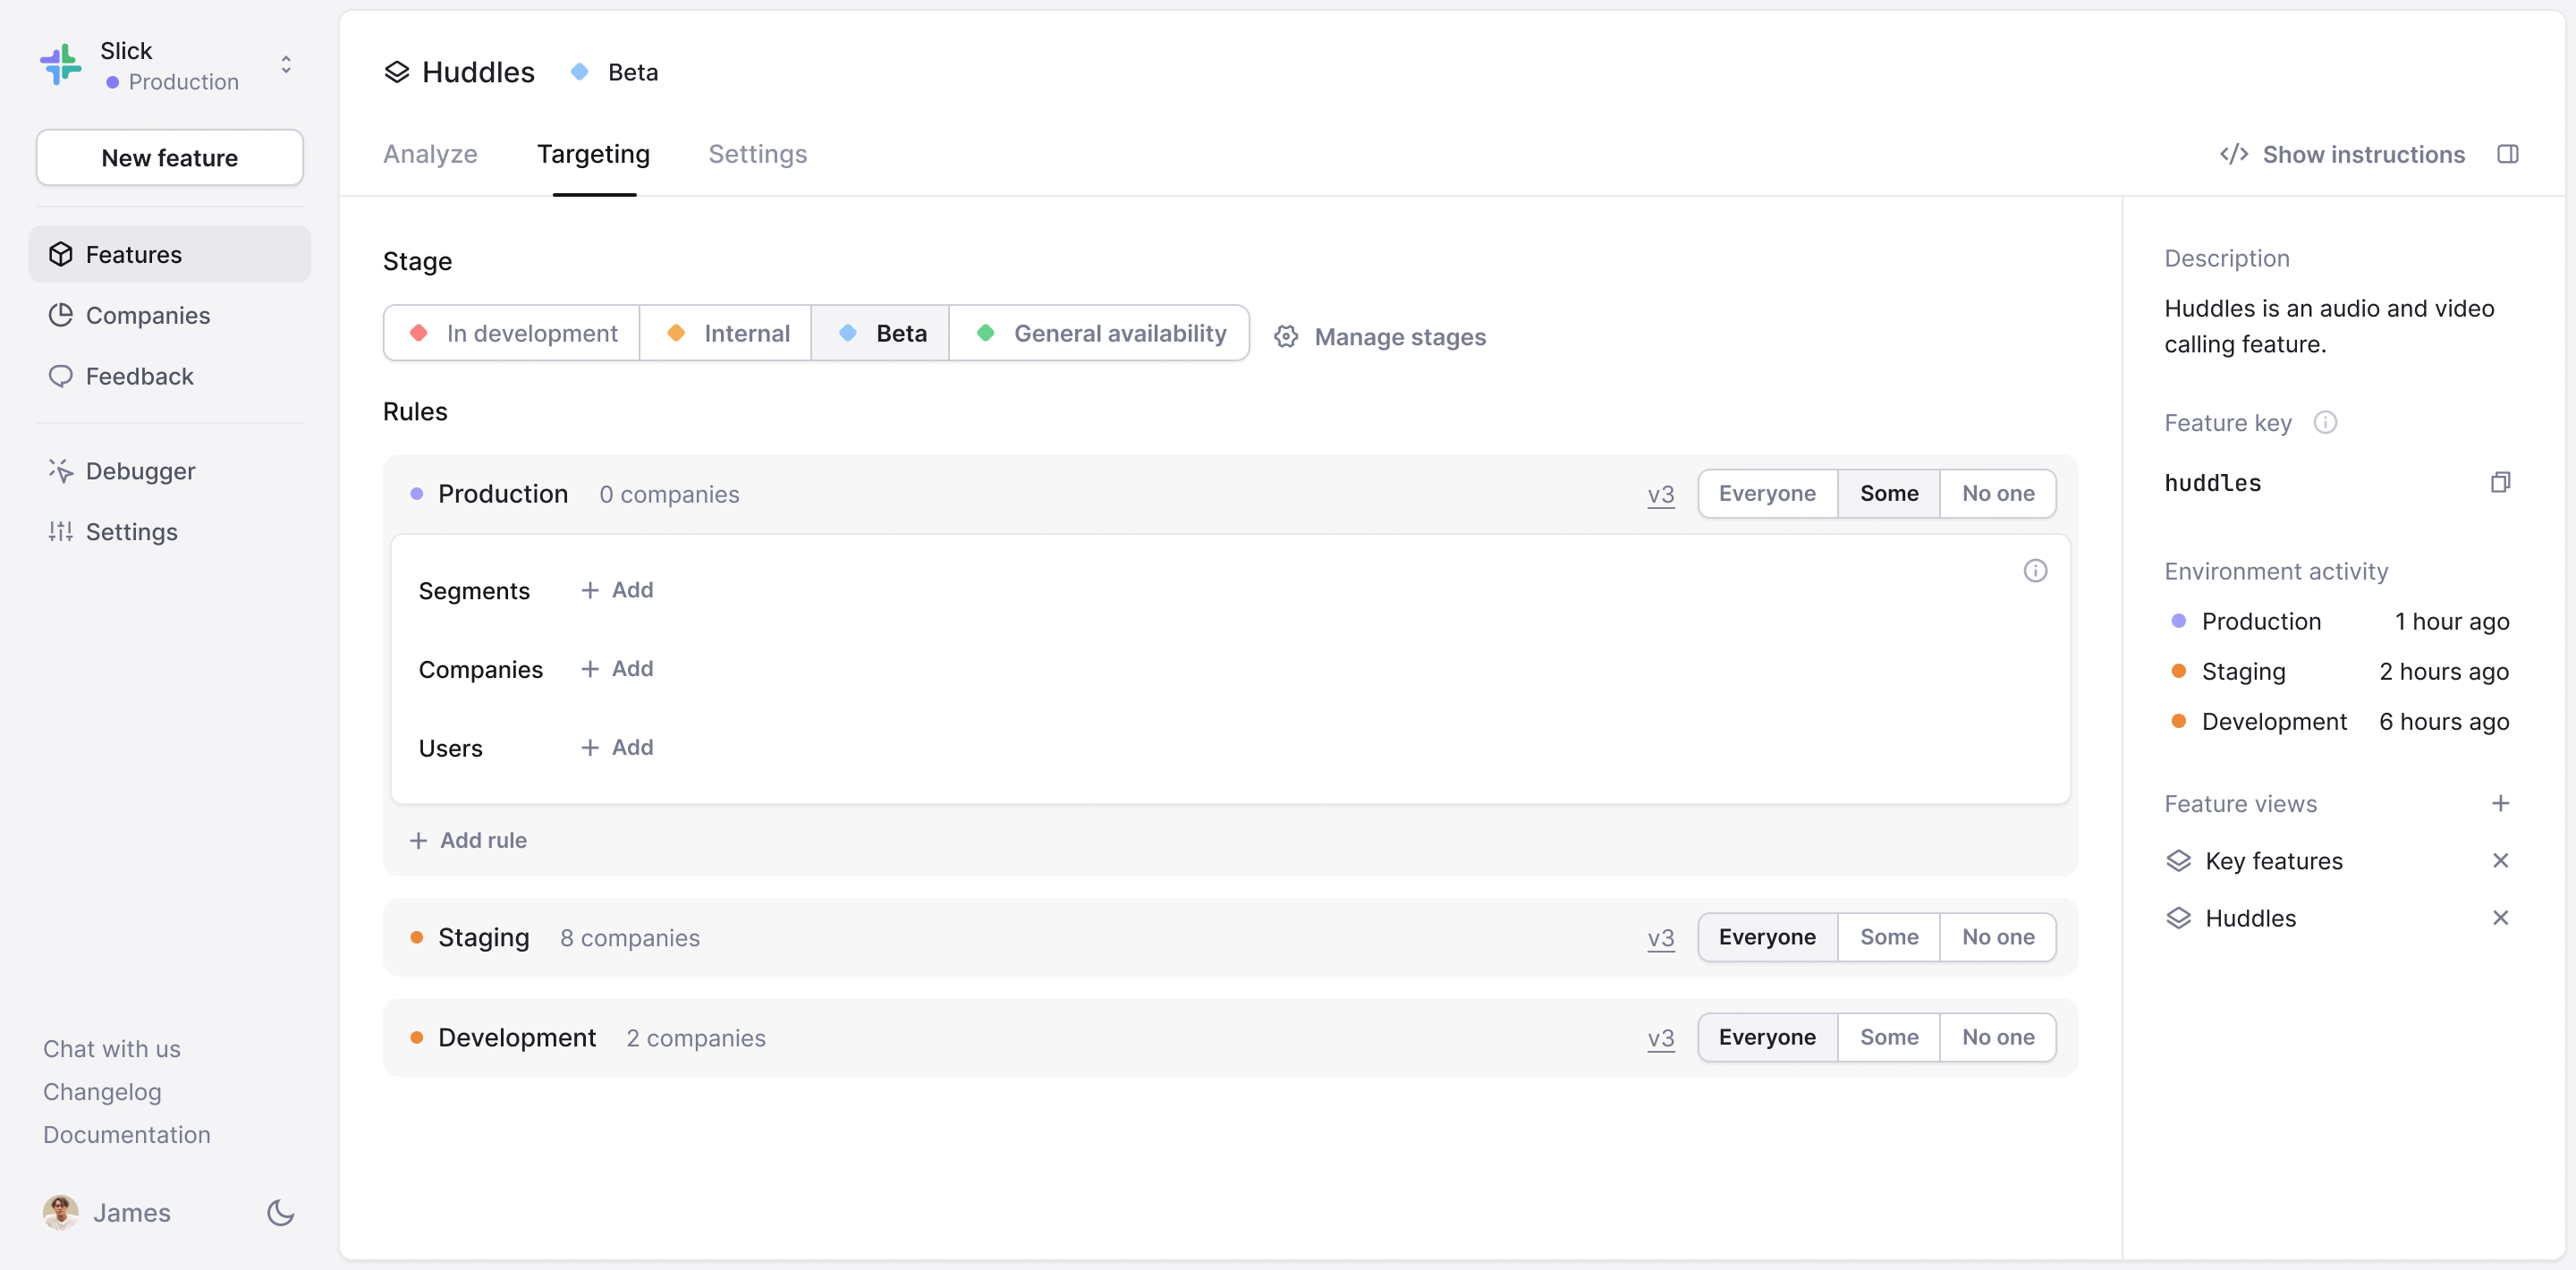 Slick
Production
New feature
Features
Companies
Feedback
Debugger
Settings
Chat with us
Changelog
Documentation
James
Huddles Beta
Analyze Targeting Settings
Show instructions
Stage
In development Internal Beta General availability Manage stages
Rules
Production 0 companies v3 Everyone Some No one
Segments + Add
Companies + Add
Users + Add
+ Add rule
Staging 8 companies v3 Everyone Some No one
Development 2 companies v3 Everyone Some No one
Description
Huddles is an audio and video
calling feature.
Feature key
huddles
Environment activity
Production 1 hour ago
Staging 2 hours ago
Development 6 hours ago
Feature views
Key features
Huddles